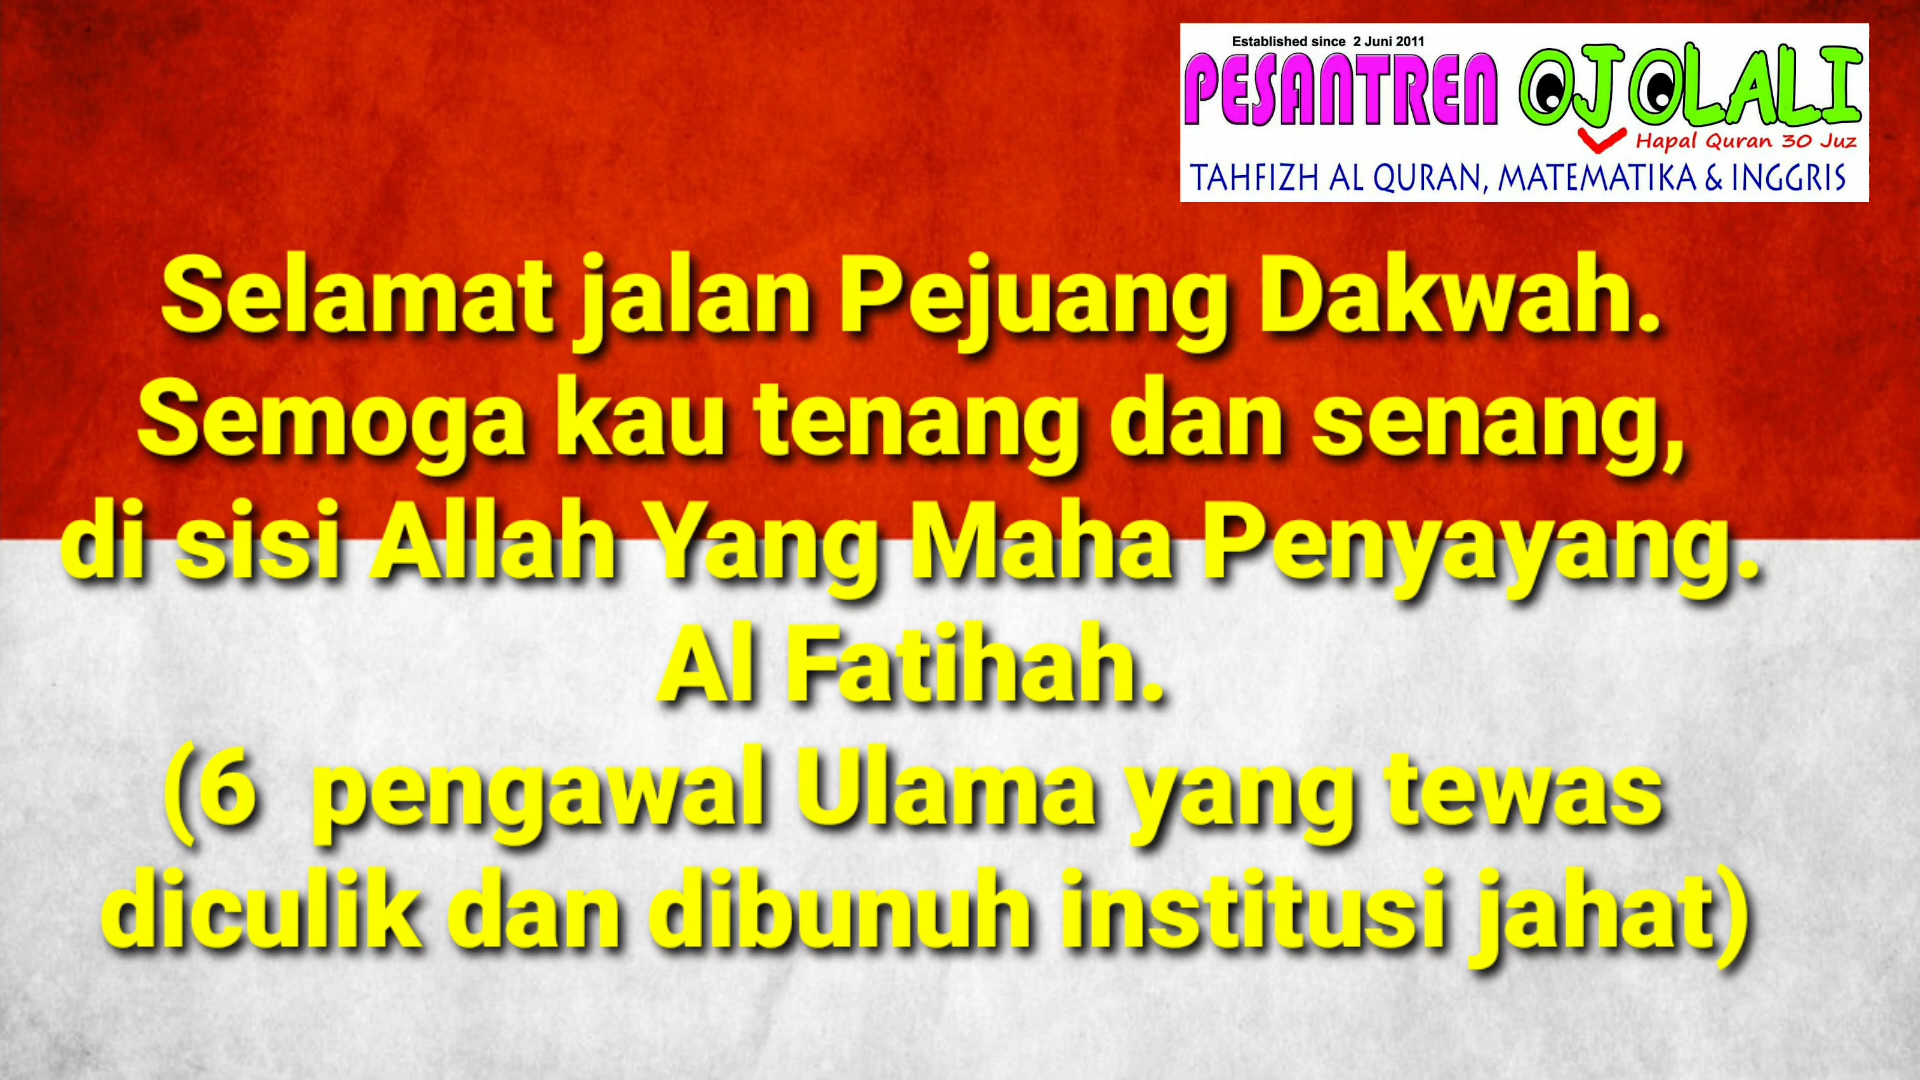 Established since 2 Juni 2011
PESANTREN OJOLALI
Hapal Quran 30 Juz
TAHFIZH AL QURAN, MATEMATIKA & INGGRIS
Selamat jalan Pejuang Dakwah.
Semoga kau tenang dan senang,
di sisi Allah Yang Maha Penyayang.
Al Fatihah.
(6 pengawal Ulama yang tewas
diculik dan dibunuh institusi jahat)